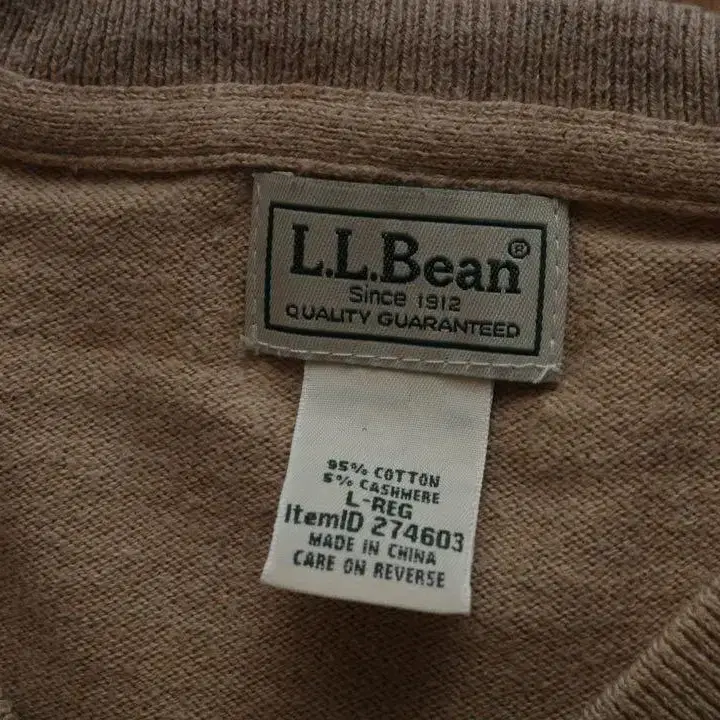 L.L.Bean®
Since 1912
QUALITY GUARANTEED
95% COTTON
5% CASHMERE
L-REG
ItemID 274603
MADE IN CHINA
CARE ON REVERSE